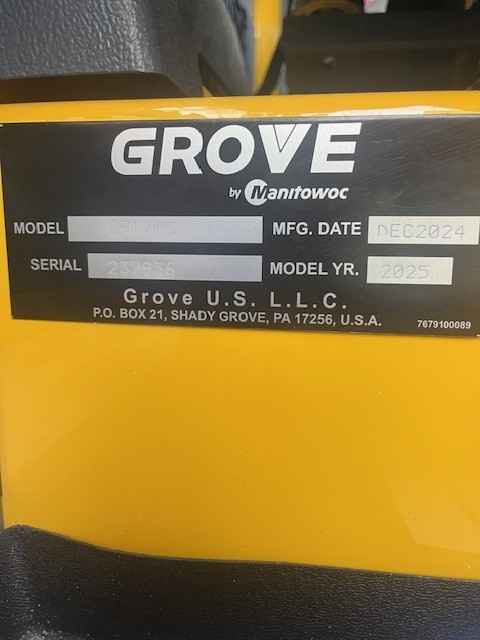 GROVE
by Manitowoc
MODEL MFG. DATE DEC2024
SERIAL MODEL YR. 2025
Grove U.S. L.L.C.
P.O. BOX 21, SHADY GROVE, PA 17256, U.S.A.
7679100089